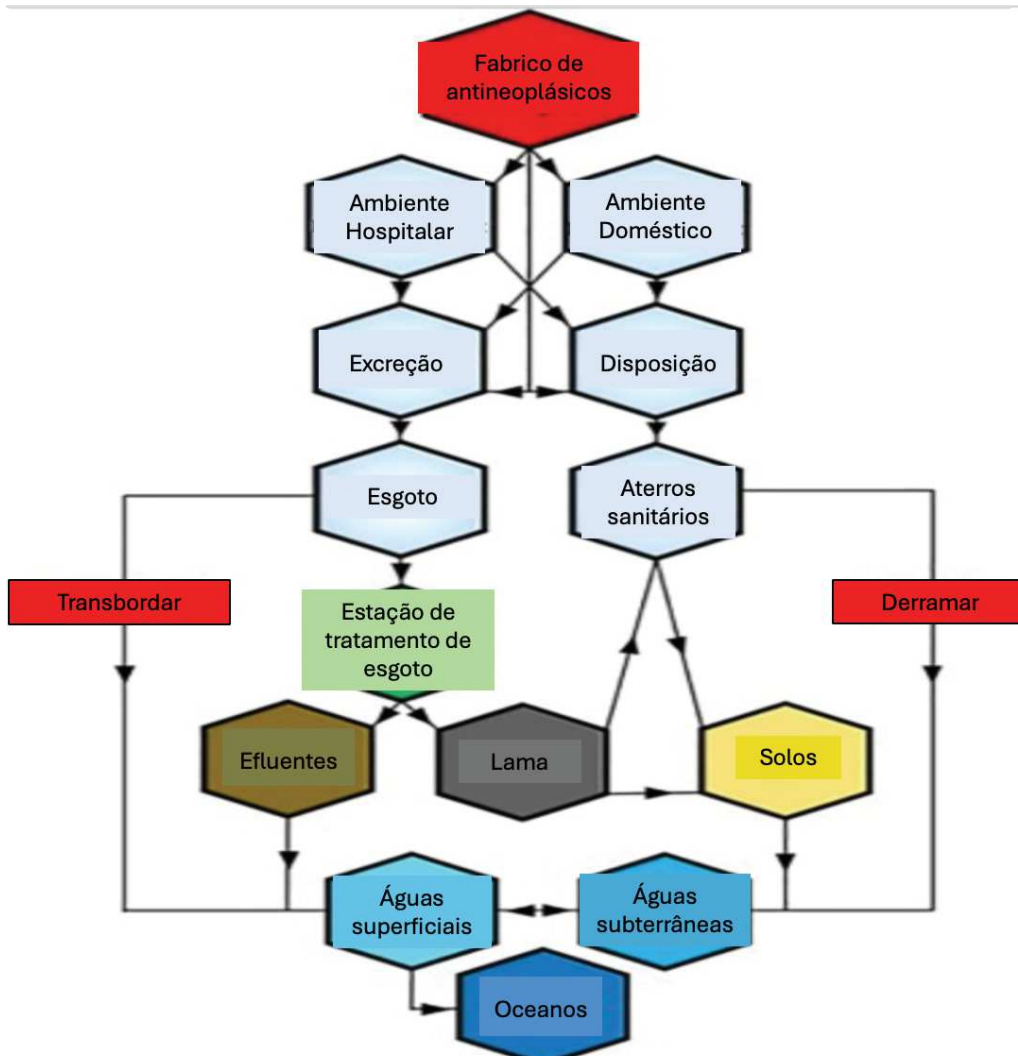 Fabrico de
antineoplásicos
Ambiente
Hospitalar
Ambiente
Doméstico
Excreção
Disposição
Esgoto
Aterros
sanitários
Transbordar
Derramar
Estação de
tratamento de
esgoto
Efluentes
Lama
Solos
Águas
superficiais
Águas
subterrâneas
Oceanos